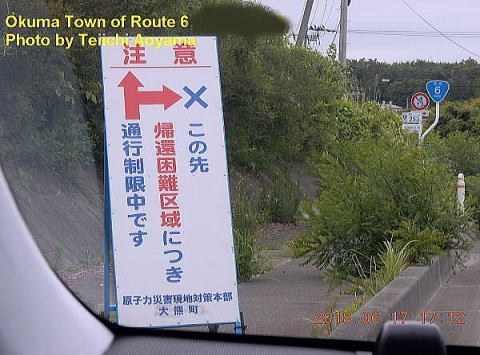 Ōkuma Town of Route 6
Photo by Teiichi Aoyama
注意
この先
帰還困難区域につき
通行制限中です
原子力災害現地対策本部
大熊町
6
2018.06.17 17:12